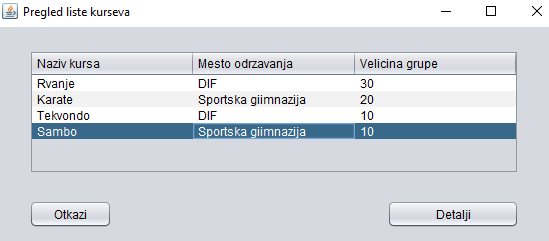 Pregled liste kurseva
Naziv kursa Mesto odrzavanja Velicina grupe
Rvanje DIF 30
Karate Sportska giimnazija 20
Tekvondo DIF 10
Sambo Sportska giimnazija 10
Otkazi Detalji